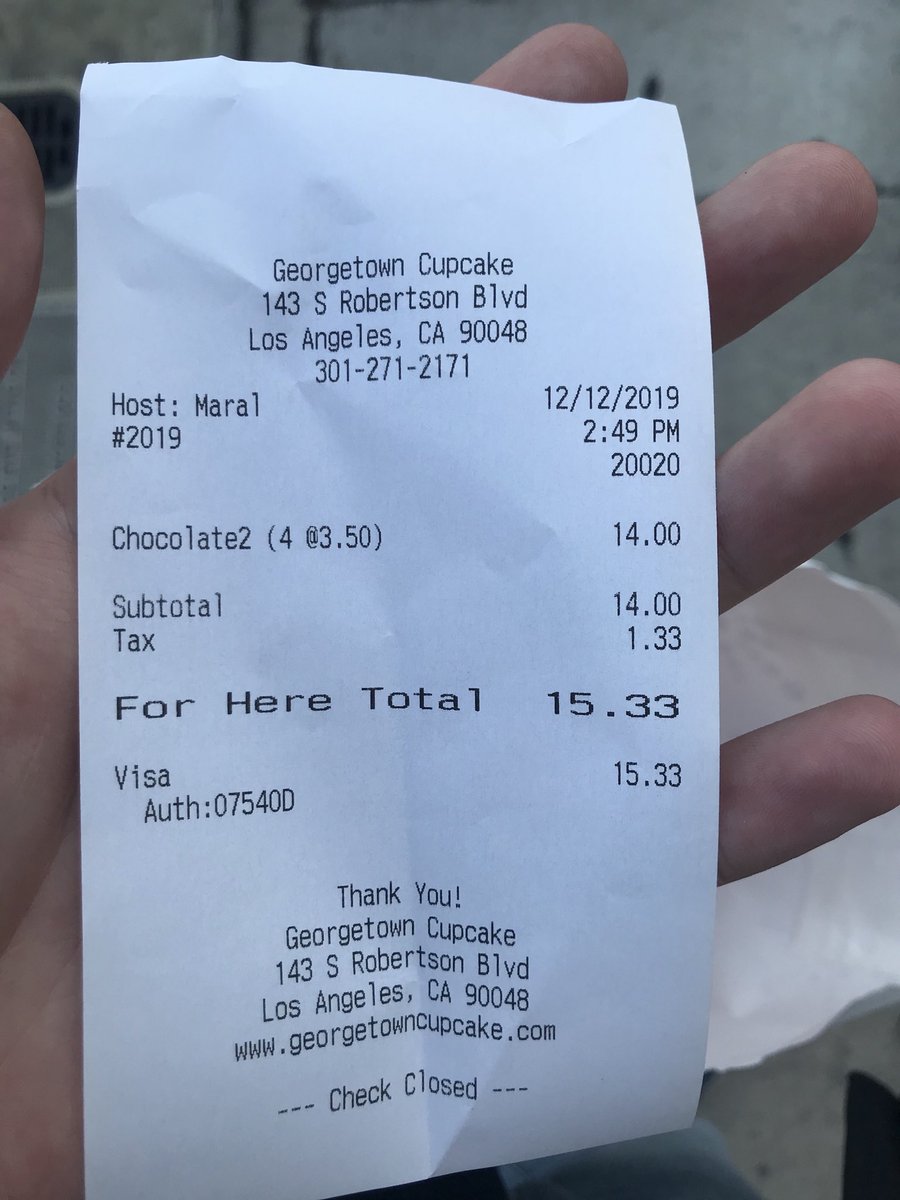 Georgetown Cupcake
143 S Robertson Blvd
Los Angeles, CA 90048
301-271-2171
Host: Maral 12/12/2019
#2019 2:49 PM
20020
Chocolate2 (4 @3.50) 14.00
Subtotal 14.00
Tax 1.33
For Here Total 15.33
Visa 15.33
Auth:07540D
Thank You!
Georgetown Cupcake
143 S Robertson Blvd
Los Angeles, CA 90048
www.georgetowncupcake.com
--- Check Closed ---